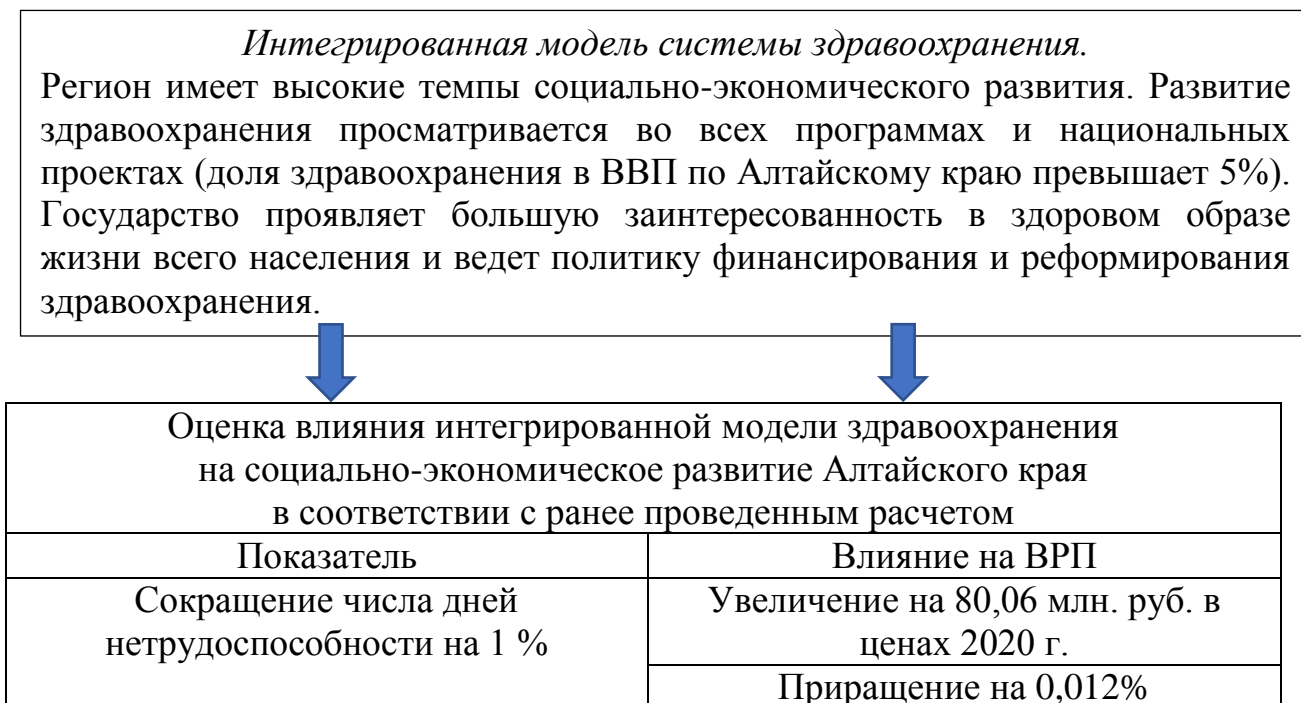 Интегрированная модель системы здравоохранения.
Регион имеет высокие темпы социально-экономического развития. Развитие
здравоохранения просматривается во всех программах и национальных
проектах (доля здравоохранения в ВВП по Алтайскому краю превышает 5%).
Государство проявляет большую заинтересованность в здоровом образе
жизни всего населения и ведет политику финансирования и реформирования
здравоохранения.
Оценка влияния интегрированной модели здравоохранения
на социально-экономическое развитие Алтайского края
в соответствии с ранее проведенным расчетом
Показатель
Влияние на ВРП
Сокращение числа дней
нетрудоспособности на 1 %
Увеличение на 80,06 млн. руб. в
ценах 2020 г.
Приращение на 0,012%